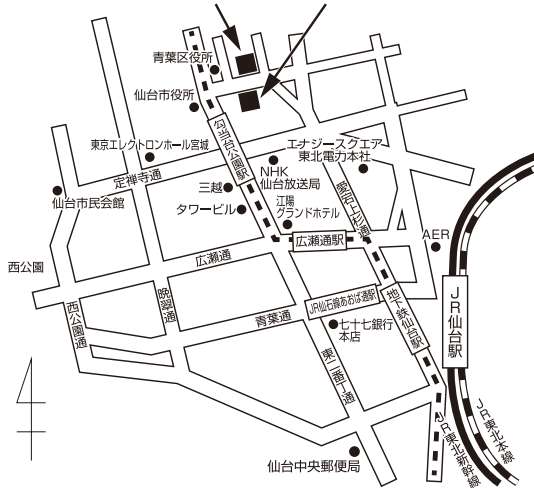 青葉区役所
仙台市役所
勾当台公園駅
東京エレクトロンホール宮城
エナジースクエア
東北電力本社
NHK
仙台放送局
定禅寺通
仙台市民会館
三越
タワービル
江陽
グランドホテル
愛宕上杉通
広瀬通駅
AER
西公園
広瀬通
晩翠通
西公園通
青葉通
JR仙石線あおば通駅
地下鉄仙台駅
JR仙台駅
七十七銀行
本店
東二番丁通
仙台中央郵便局
JR東北新幹線
JR東北本線